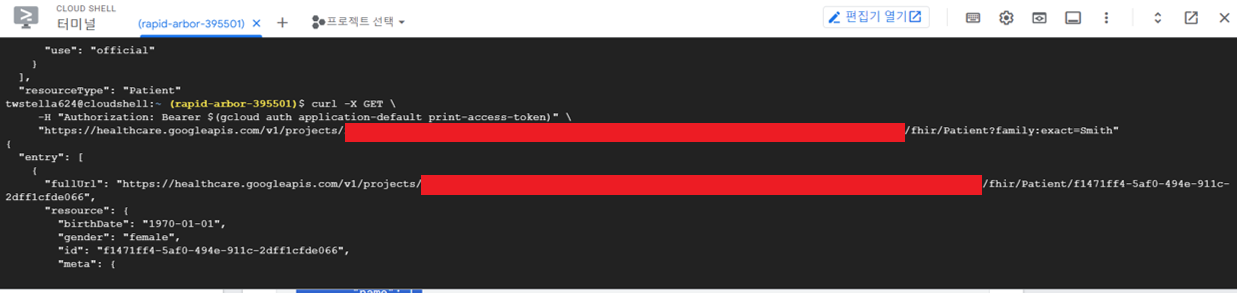 CLOUD SHELL
터미널
(rapid-arbor-395501)
프로젝트 선택
편집기 열기
"use": "official"
}
],
"resourceType": "Patient"
twstella624@cloudshell:~ (rapid-arbor-395501)$ curl -X GET \
-H "Authorization: Bearer $(gcloud auth application-default print-access-token)" \
"https://healthcare.googleapis.com/v1/projects/ /fhir/Patient?family:exact=Smith"
{
"entry": [
{
"fullUrl": "https://healthcare.googleapis.com/v1/projects/ /fhir/Patient/f1471ff4-5af0-494e-911c-
2dff1cfde066",
"resource": {
"birthDate": "1970-01-01",
"gender": "female",
"id": "f1471ff4-5af0-494e-911c-2dff1cfde066",
"meta": {